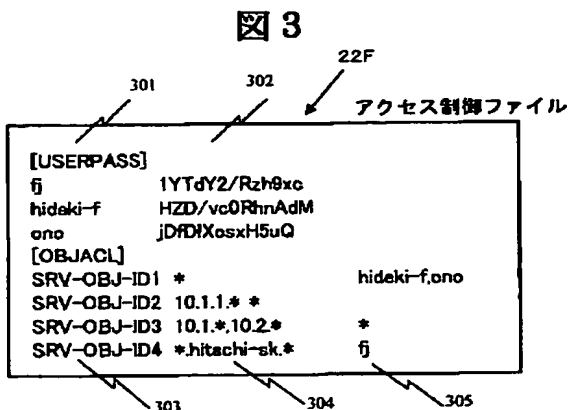 図3
22F
301 302
アクセス制御ファイル
[USERPASS]
fj 1YTdY2/Rzh9xc
hideki-f HZD/vc0RhnAdM
ono jDfDIXosxH5uQ
[OBJACL]
SRV-OBJ-ID1 * hideki-f,ono
SRV-OBJ-ID2 10.1.1.* *
SRV-OBJ-ID3 10.1.*,10.2.* *
SRV-OBJ-ID4 *.hitachi-sk.* fj
303 304 305